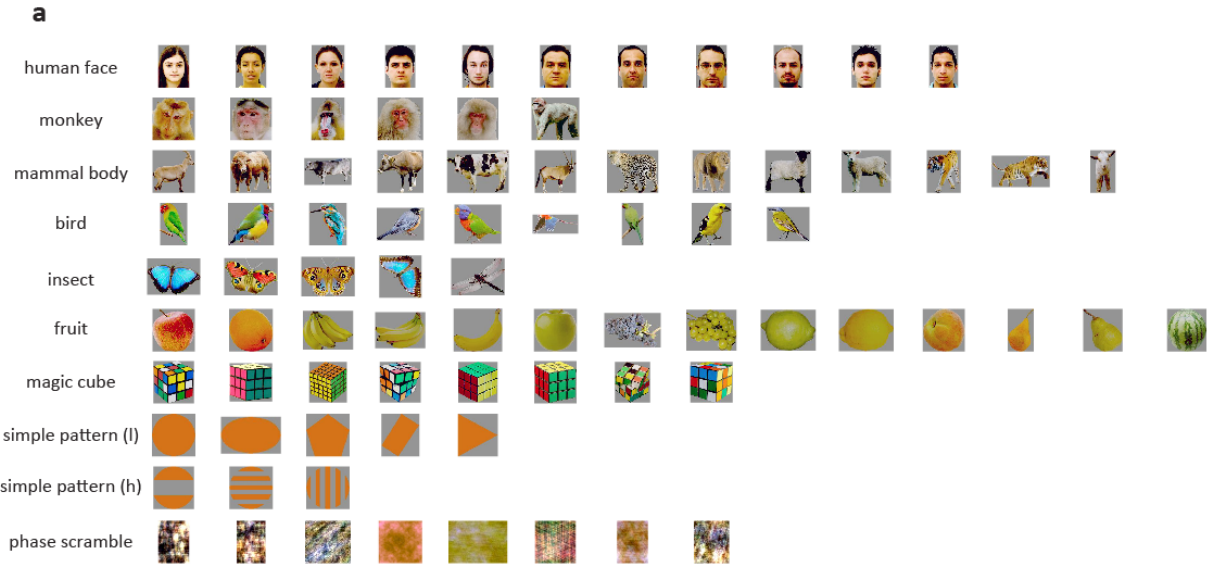 a
human face
monkey
mammal body
bird
insect
fruit
magic cube
simple pattern (l)
simple pattern (h)
phase scramble